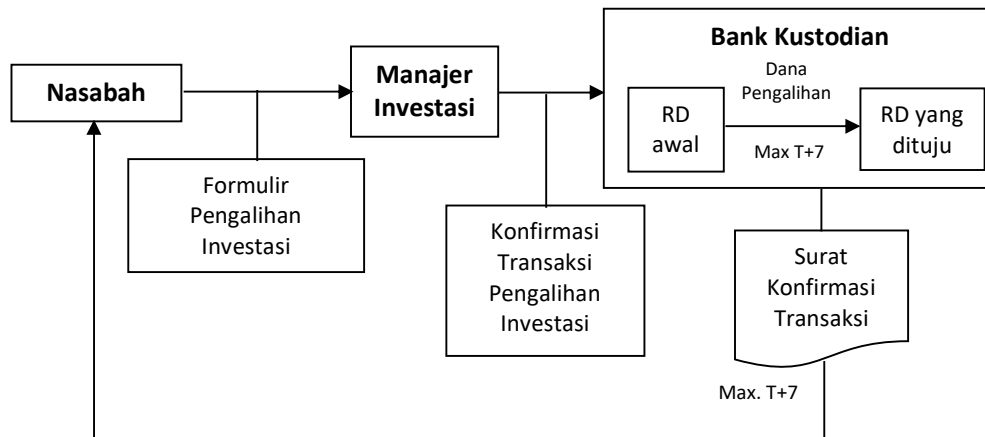 Nasabah
Manajer
Investasi
Bank Kustodian
Dana
Pengalihan
RD
awal
RD yang
dituju
Max T+7
Formulir
Pengalihan
Investasi
Konfirmasi
Transaksi
Pengalihan
Investasi
Surat
Konfirmasi
Transaksi
Max. T+7